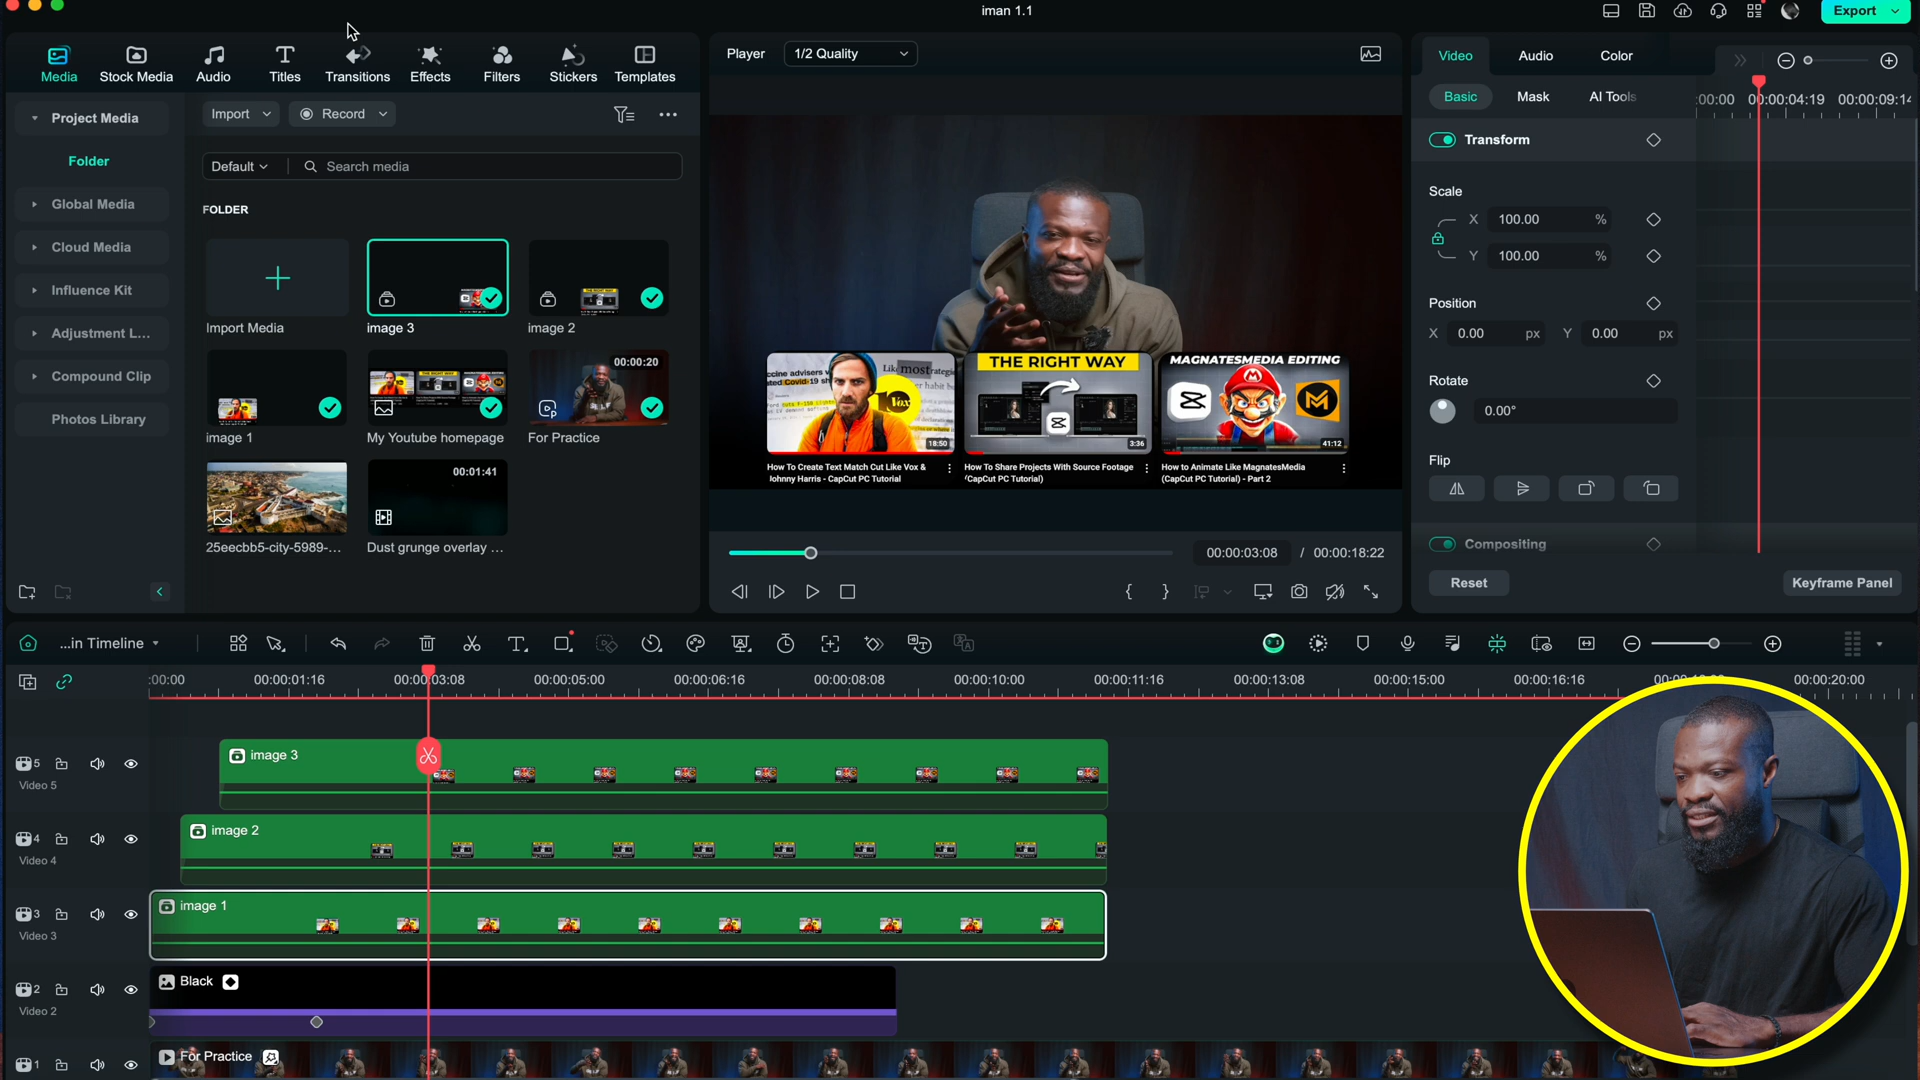 iman 1.1
Export
Media
Stock Media
Audio
Titles
Transitions
Effects
Filters
Stickers
Templates
Player
1/2 Quality
Video
Audio
Color
Project Media
Folder
Global Media
Cloud Media
Influence Kit
Adjustment L...
Compound Clip
Photos Library
Import
Record
Default
Search media
FOLDER
Import Media
image 3
image 2
image 1
My Youtube homepage
00:00:20
For Practice
25eecbb5-city-5989-...
00:01:41
Dust grunge overlay ...
THE RIGHT WAY
MAGNATESMEDIA EDITING
Vox
18:50
3:36
41:12
How To Create Text Match Cut Like Vox &
Johnny Harris - CapCut PC Tutorial
How To Share Projects With Source Footage
(CapCut PC Tutorial)
How to Animate Like MagnatesMedia
(CapCut PC Tutorial) - Part 2
00:00:03:08 / 00:00:18:22
Basic
Mask
AI Tools
:00:00
00:00:04:19
00:00:09:14
Transform
Scale
X 100.00 %
Y 100.00 %
Position
X 0.00 px Y 0.00 px
Rotate
0.00°
Flip
Compositing
Reset
Keyframe Panel
...in Timeline
:00:00
00:00:01:16
00:00:03:08
00:00:05:00
00:00:06:16
00:00:08:08
00:00:10:00
00:00:11:16
00:00:13:08
00:00:15:00
00:00:16:16
00:00:20:00
5
Video 5
image 3
4
Video 4
image 2
3
Video 3
image 1
2
Video 2
Black
1
For Practice